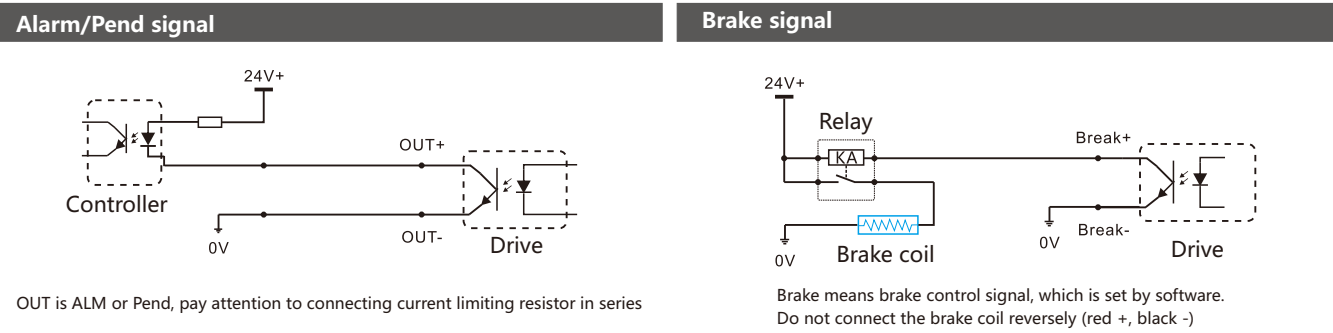 Alarm/Pend signal
24V+
OUT+
Controller
0V
OUT-
Drive
OUT is ALM or Pend, pay attention to connecting current limiting resistor in series
Brake signal
24V+
Relay
KA
Break+
0V
Brake coil
0V
Break-
Drive
Brake means brake control signal, which is set by software.
Do not connect the brake coil reversely (red +, black -)